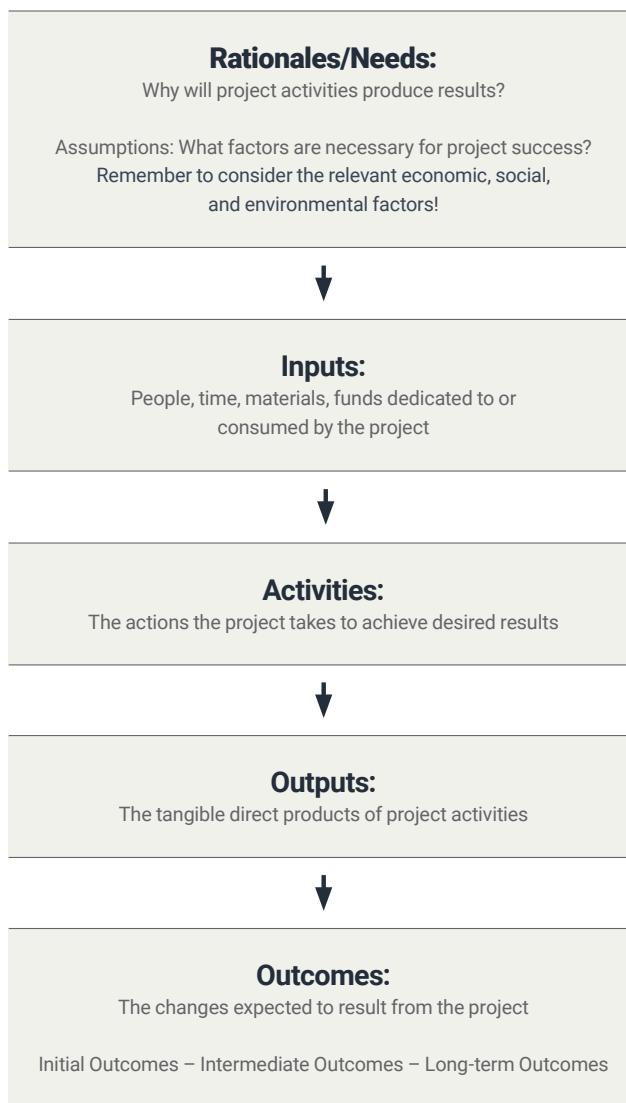 Rationales/Needs:
Why will project activities produce results?
Assumptions: What factors are necessary for project success?
Remember to consider the relevant economic, social,
and environmental factors!
Inputs:
People, time, materials, funds dedicated to or
consumed by the project
Activities:
The actions the project takes to achieve desired results
Outputs:
The tangible direct products of project activities
Outcomes:
The changes expected to result from the project
Initial Outcomes – Intermediate Outcomes – Long-term Outcomes